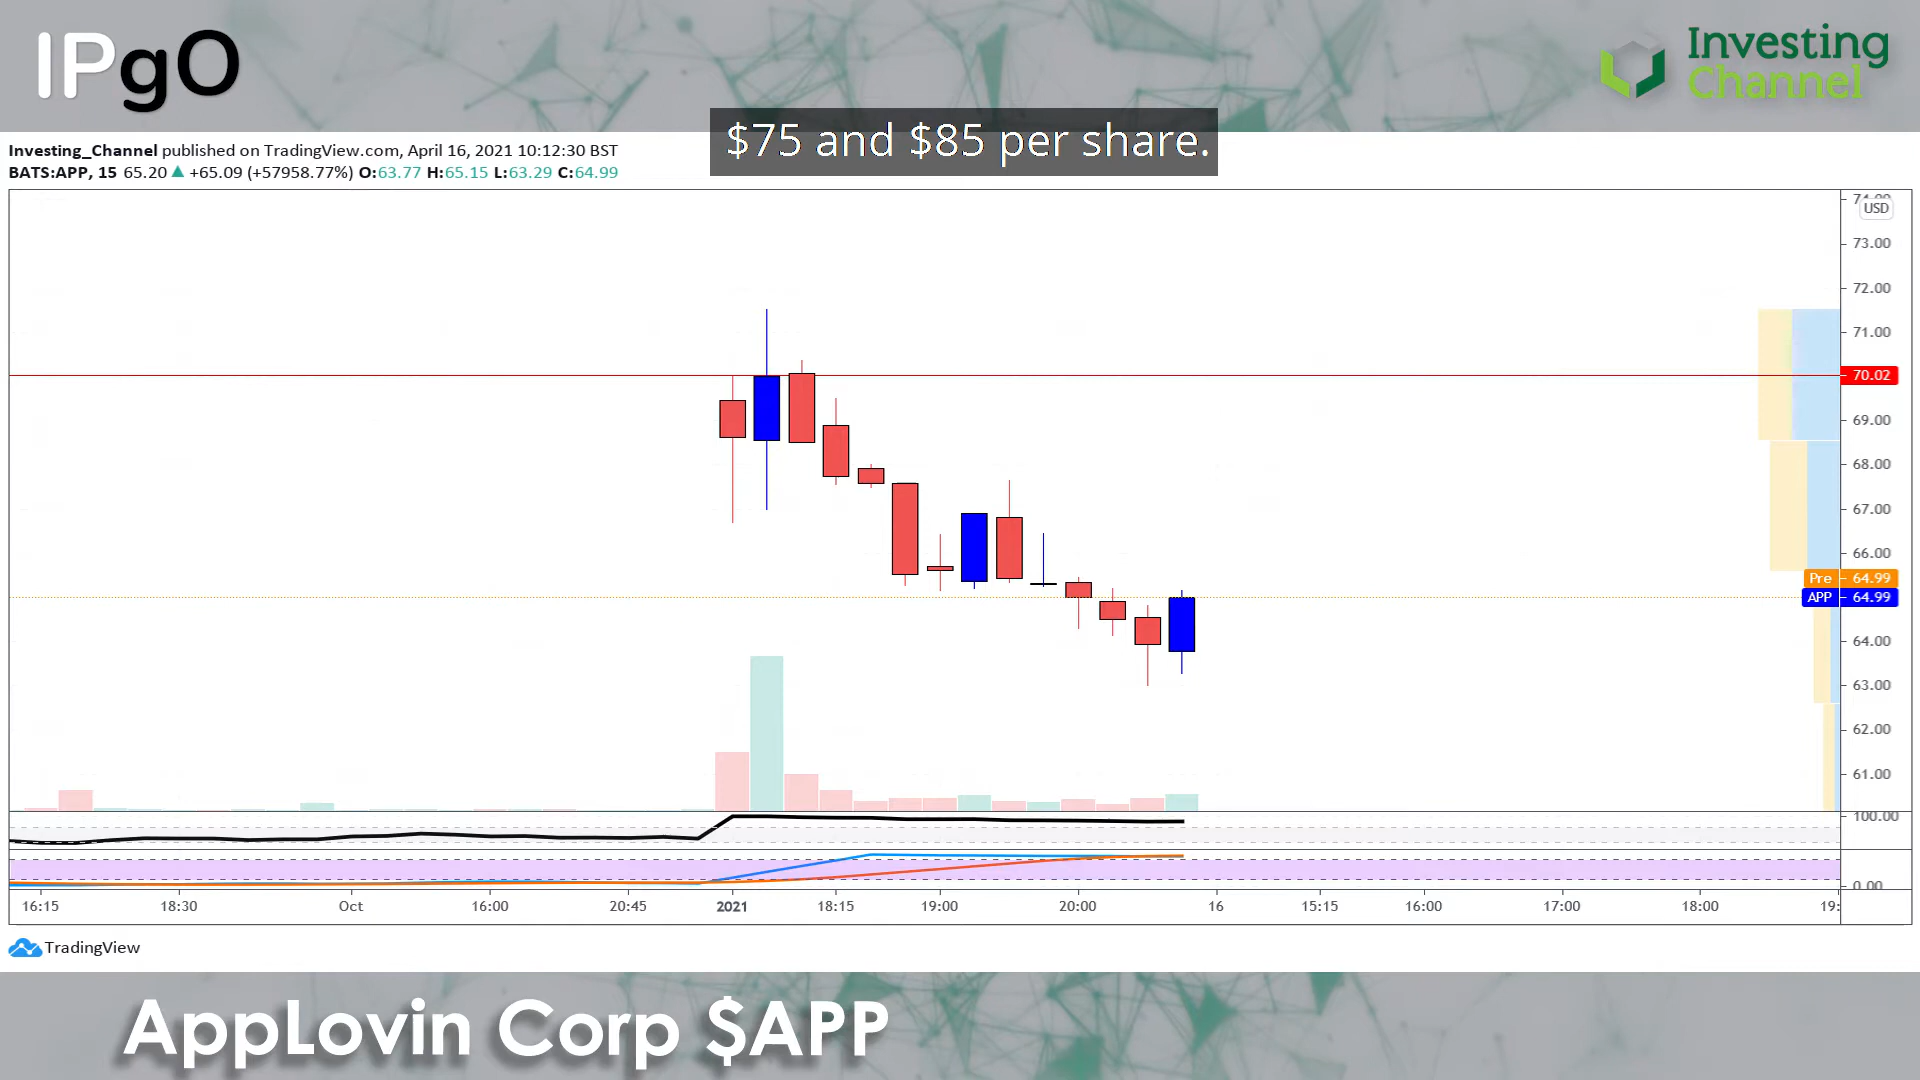 IPgO
Investing
Channel
$75 and $85 per share.
Investing_Channel published on TradingView.com, April 16, 2021 10:12:30 BST
BATS:APP, 15 65.20 ▲ +65.09 (+57958.77%) O:63.77 H:65.15 L:63.29 C:64.99
74.00
USD
73.00
72.00
71.00
70.02
69.00
68.00
67.00
66.00
Pre 64.99
APP 64.99
64.00
63.00
62.00
61.00
100.00
0.00
16:15 18:30 Oct 16:00 20:45 2021 18:15 19:00 20:00 16 15:15 16:00 17:00 18:00 19:
TradingView
AppLovin Corp $APP